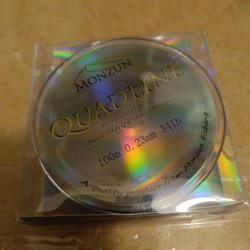 MONZUN
QUADLINE
100m 0.23mm 34lb
A Quality product from Monzun Fishing